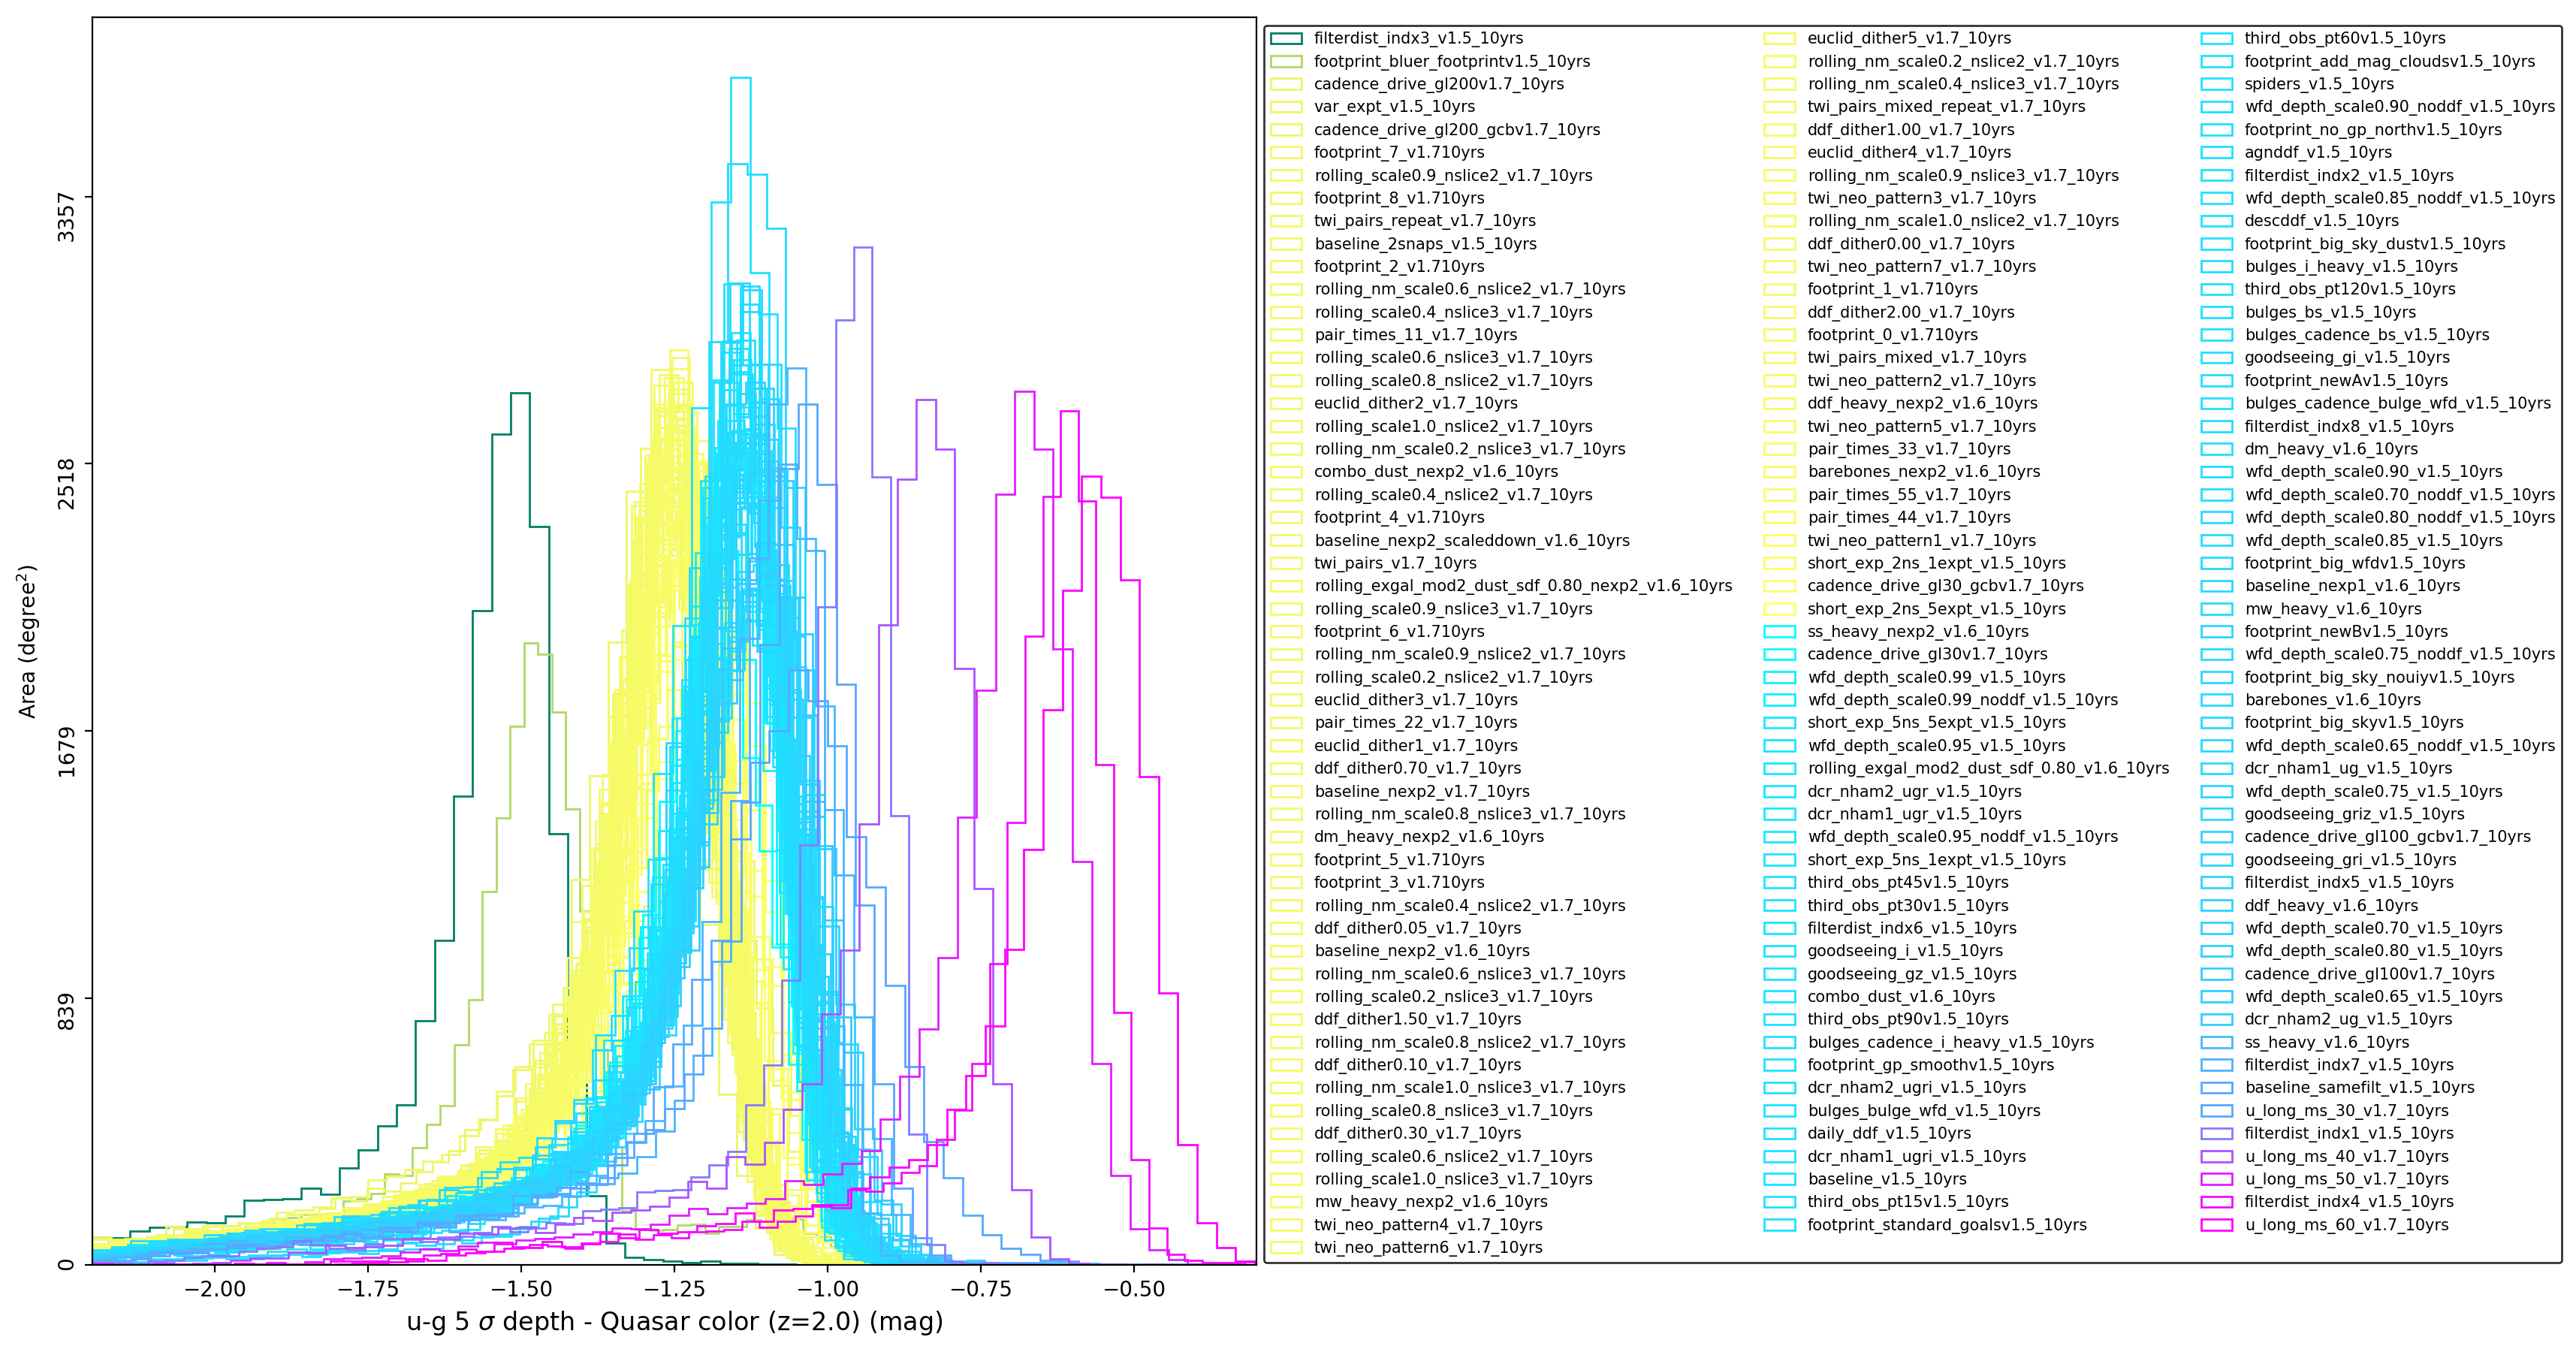 3357
2518
1679
839
0
Area (degree²)
−2.00
−1.75
−1.50
−1.25
−1.00
−0.75
−0.50
u-g 5 σ depth - Quasar color (z=2.0) (mag)
filterdist_indx3_v1.5_10yrs
footprint_bluer_footprintv1.5_10yrs
cadence_drive_gl200v1.7_10yrs
var_expt_v1.5_10yrs
cadence_drive_gl200_gcbv1.7_10yrs
footprint_7_v1.710yrs
rolling_scale0.9_nslice2_v1.7_10yrs
footprint_8_v1.710yrs
twi_pairs_repeat_v1.7_10yrs
baseline_2snaps_v1.5_10yrs
footprint_2_v1.710yrs
rolling_nm_scale0.6_nslice2_v1.7_10yrs
rolling_scale0.4_nslice3_v1.7_10yrs
pair_times_11_v1.7_10yrs
rolling_scale0.6_nslice3_v1.7_10yrs
rolling_scale0.8_nslice2_v1.7_10yrs
euclid_dither2_v1.7_10yrs
rolling_scale1.0_nslice2_v1.7_10yrs
rolling_nm_scale0.2_nslice3_v1.7_10yrs
combo_dust_nexp2_v1.6_10yrs
rolling_scale0.4_nslice2_v1.7_10yrs
footprint_4_v1.710yrs
baseline_nexp2_scaleddown_v1.6_10yrs
twi_pairs_v1.7_10yrs
rolling_exgal_mod2_dust_sdf_0.80_nexp2_v1.6_10yrs
rolling_scale0.9_nslice3_v1.7_10yrs
footprint_6_v1.710yrs
rolling_nm_scale0.9_nslice2_v1.7_10yrs
rolling_scale0.2_nslice2_v1.7_10yrs
euclid_dither3_v1.7_10yrs
pair_times_22_v1.7_10yrs
euclid_dither1_v1.7_10yrs
ddf_dither0.70_v1.7_10yrs
baseline_nexp2_v1.7_10yrs
rolling_nm_scale0.8_nslice3_v1.7_10yrs
dm_heavy_nexp2_v1.6_10yrs
footprint_5_v1.710yrs
footprint_3_v1.710yrs
rolling_nm_scale0.4_nslice2_v1.7_10yrs
ddf_dither0.05_v1.7_10yrs
baseline_nexp2_v1.6_10yrs
rolling_nm_scale0.6_nslice3_v1.7_10yrs
rolling_scale0.2_nslice3_v1.7_10yrs
ddf_dither1.50_v1.7_10yrs
rolling_nm_scale0.8_nslice2_v1.7_10yrs
ddf_dither0.10_v1.7_10yrs
rolling_nm_scale1.0_nslice3_v1.7_10yrs
rolling_scale0.8_nslice3_v1.7_10yrs
ddf_dither0.30_v1.7_10yrs
rolling_scale0.6_nslice2_v1.7_10yrs
rolling_scale1.0_nslice3_v1.7_10yrs
mw_heavy_nexp2_v1.6_10yrs
twi_neo_pattern4_v1.7_10yrs
twi_neo_pattern6_v1.7_10yrs
euclid_dither5_v1.7_10yrs
rolling_nm_scale0.2_nslice2_v1.7_10yrs
rolling_nm_scale0.4_nslice3_v1.7_10yrs
twi_pairs_mixed_repeat_v1.7_10yrs
ddf_dither1.00_v1.7_10yrs
euclid_dither4_v1.7_10yrs
rolling_nm_scale0.9_nslice3_v1.7_10yrs
twi_neo_pattern3_v1.7_10yrs
rolling_nm_scale1.0_nslice2_v1.7_10yrs
ddf_dither0.00_v1.7_10yrs
twi_neo_pattern7_v1.7_10yrs
footprint_1_v1.710yrs
ddf_dither2.00_v1.7_10yrs
footprint_0_v1.710yrs
twi_pairs_mixed_v1.7_10yrs
twi_neo_pattern2_v1.7_10yrs
ddf_heavy_nexp2_v1.6_10yrs
twi_neo_pattern5_v1.7_10yrs
pair_times_33_v1.7_10yrs
barebones_nexp2_v1.6_10yrs
pair_times_55_v1.7_10yrs
pair_times_44_v1.7_10yrs
twi_neo_pattern1_v1.7_10yrs
short_exp_2ns_1expt_v1.5_10yrs
cadence_drive_gl30_gcbv1.7_10yrs
short_exp_2ns_5expt_v1.5_10yrs
ss_heavy_nexp2_v1.6_10yrs
cadence_drive_gl30v1.7_10yrs
wfd_depth_scale0.99_v1.5_10yrs
wfd_depth_scale0.99_noddf_v1.5_10yrs
short_exp_5ns_5expt_v1.5_10yrs
wfd_depth_scale0.95_v1.5_10yrs
rolling_exgal_mod2_dust_sdf_0.80_v1.6_10yrs
dcr_nham2_ugr_v1.5_10yrs
dcr_nham1_ugr_v1.5_10yrs
wfd_depth_scale0.95_noddf_v1.5_10yrs
short_exp_5ns_1expt_v1.5_10yrs
third_obs_pt45v1.5_10yrs
third_obs_pt30v1.5_10yrs
filterdist_indx6_v1.5_10yrs
goodseeing_i_v1.5_10yrs
goodseeing_gz_v1.5_10yrs
combo_dust_v1.6_10yrs
third_obs_pt90v1.5_10yrs
bulges_cadence_i_heavy_v1.5_10yrs
footprint_gp_smoothv1.5_10yrs
dcr_nham2_ugri_v1.5_10yrs
bulges_bulge_wfd_v1.5_10yrs
daily_ddf_v1.5_10yrs
dcr_nham1_ugri_v1.5_10yrs
baseline_v1.5_10yrs
third_obs_pt15v1.5_10yrs
footprint_standard_goalsv1.5_10yrs
third_obs_pt60v1.5_10yrs
footprint_add_mag_cloudsv1.5_10yrs
spiders_v1.5_10yrs
wfd_depth_scale0.90_noddf_v1.5_10yrs
footprint_no_gp_northv1.5_10yrs
agnddf_v1.5_10yrs
filterdist_indx2_v1.5_10yrs
wfd_depth_scale0.85_noddf_v1.5_10yrs
descddf_v1.5_10yrs
footprint_big_sky_dustv1.5_10yrs
bulges_i_heavy_v1.5_10yrs
third_obs_pt120v1.5_10yrs
bulges_bs_v1.5_10yrs
bulges_cadence_bs_v1.5_10yrs
goodseeing_gi_v1.5_10yrs
footprint_newAv1.5_10yrs
bulges_cadence_bulge_wfd_v1.5_10yrs
filterdist_indx8_v1.5_10yrs
dm_heavy_v1.6_10yrs
wfd_depth_scale0.90_v1.5_10yrs
wfd_depth_scale0.70_noddf_v1.5_10yrs
wfd_depth_scale0.80_noddf_v1.5_10yrs
wfd_depth_scale0.85_v1.5_10yrs
footprint_big_wfdv1.5_10yrs
baseline_nexp1_v1.6_10yrs
mw_heavy_v1.6_10yrs
footprint_newBv1.5_10yrs
wfd_depth_scale0.75_noddf_v1.5_10yrs
footprint_big_sky_nouiyv1.5_10yrs
barebones_v1.6_10yrs
footprint_big_skyv1.5_10yrs
wfd_depth_scale0.65_noddf_v1.5_10yrs
dcr_nham1_ug_v1.5_10yrs
wfd_depth_scale0.75_v1.5_10yrs
goodseeing_griz_v1.5_10yrs
cadence_drive_gl100_gcbv1.7_10yrs
goodseeing_gri_v1.5_10yrs
filterdist_indx5_v1.5_10yrs
ddf_heavy_v1.6_10yrs
wfd_depth_scale0.70_v1.5_10yrs
wfd_depth_scale0.80_v1.5_10yrs
cadence_drive_gl100v1.7_10yrs
wfd_depth_scale0.65_v1.5_10yrs
dcr_nham2_ug_v1.5_10yrs
ss_heavy_v1.6_10yrs
filterdist_indx7_v1.5_10yrs
baseline_samefilt_v1.5_10yrs
u_long_ms_30_v1.7_10yrs
filterdist_indx1_v1.5_10yrs
u_long_ms_40_v1.7_10yrs
u_long_ms_50_v1.7_10yrs
filterdist_indx4_v1.5_10yrs
u_long_ms_60_v1.7_10yrs